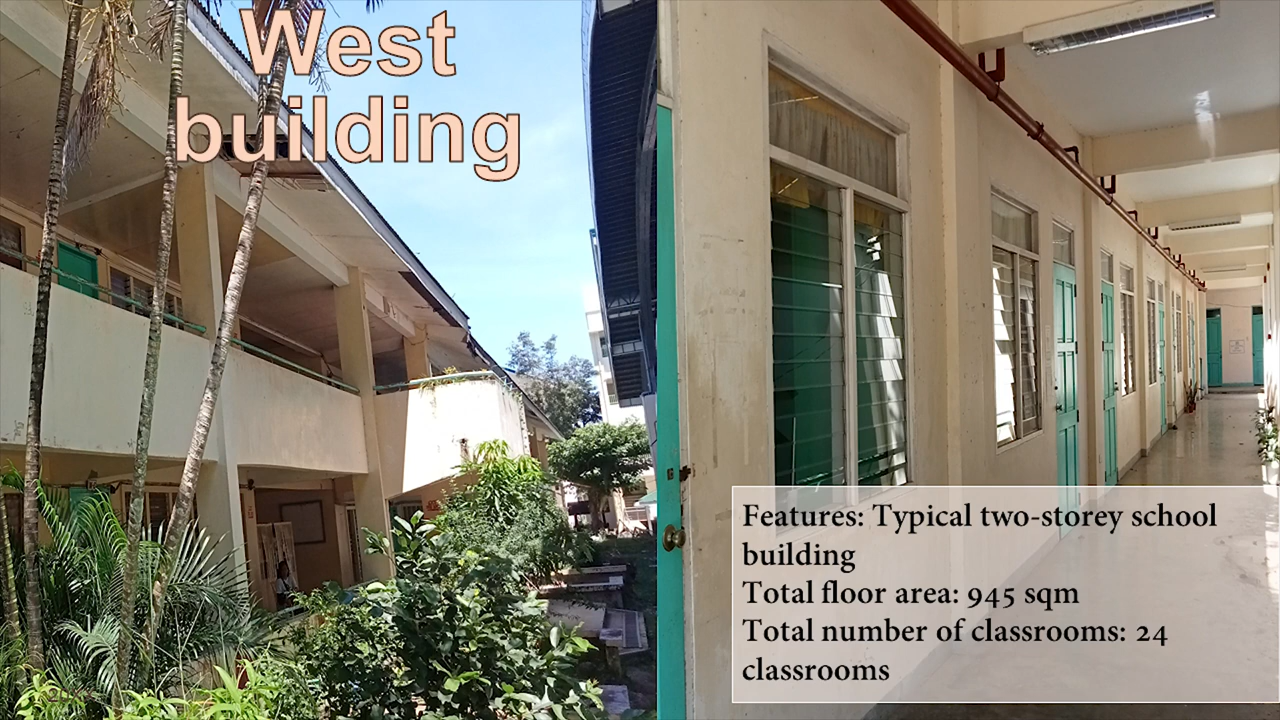 West
building
Features: Typical two-storey school
building
Total floor area: 945 sqm
Total number of classrooms: 24
classrooms